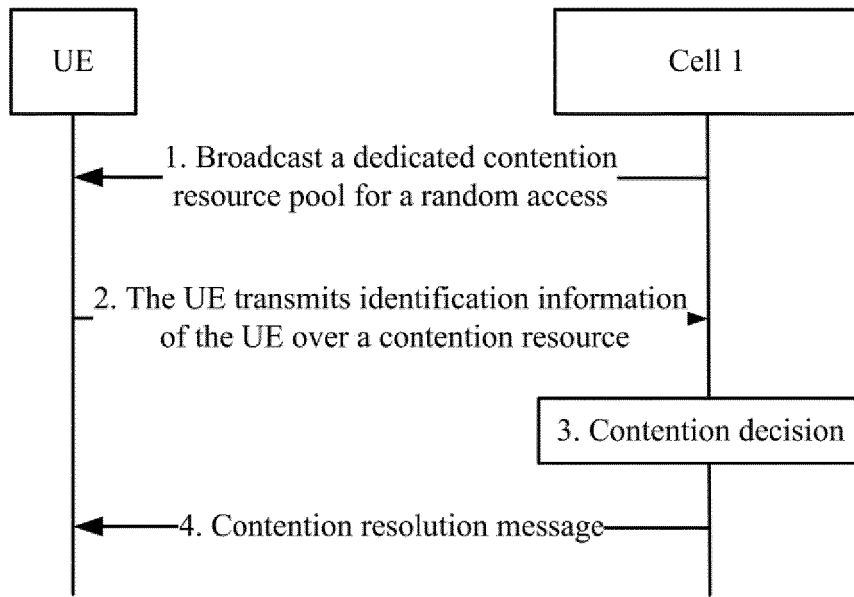 UE
Cell 1
1. Broadcast a dedicated contention
resource pool for a random access
2. The UE transmits identification information
of the UE over a contention resource
3. Contention decision
4. Contention resolution message